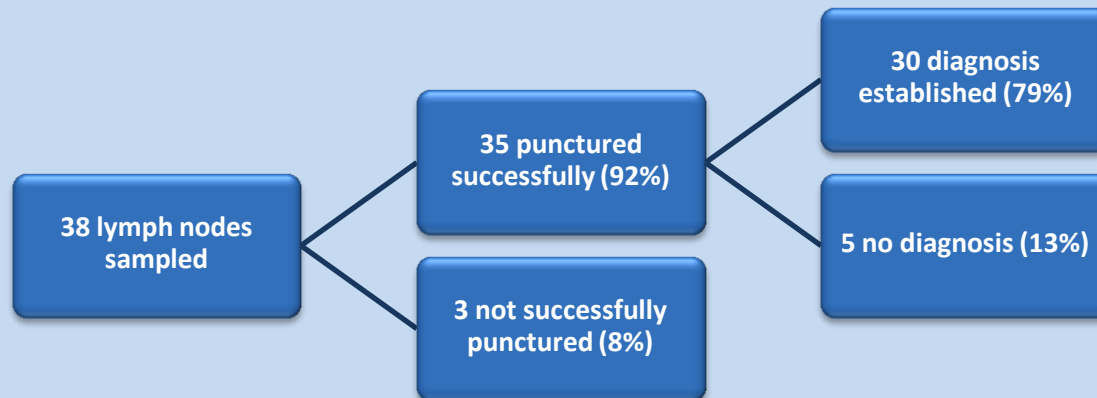 38 lymph nodes
sampled
35 punctured
successfully (92%)
3 not successfully
punctured (8%)
30 diagnosis
established (79%)
5 no diagnosis (13%)